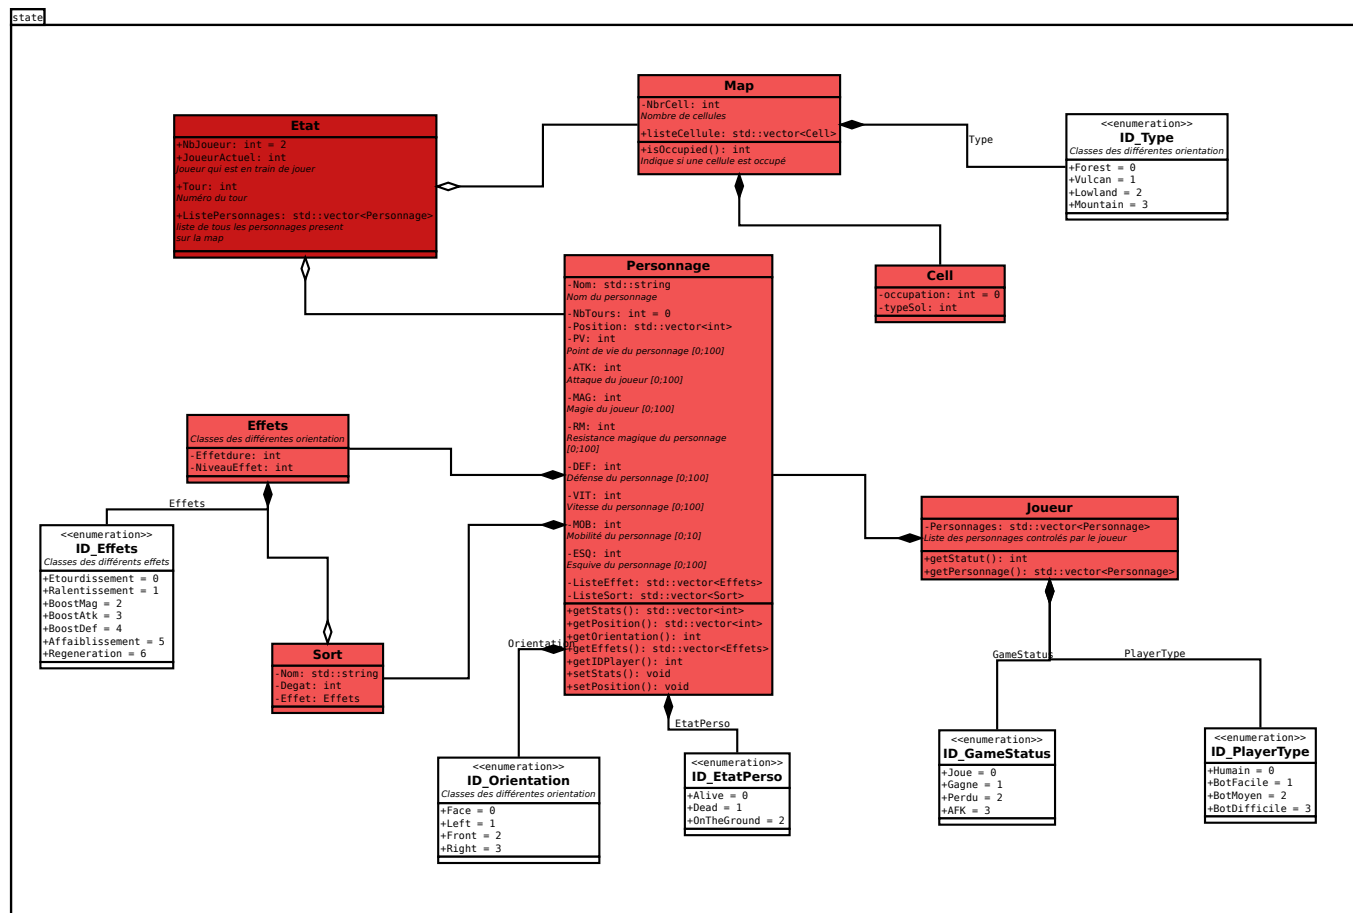 state
Map
-NbrCell: int
Nombre de cellules
+listeCellule: std::vector<Cell>
+isOccupied(): int
Indique si une cellule est occupé
Type
<<enumeration>>
ID_Type
Classes des différentes orientation
+Forest = 0
+Vulcan = 1
+Lowland = 2
+Mountain = 3
Etat
+NbJoueur: int = 2
+JoueurActuel: int
Joueur qui est en train de jouer
+Tour: int
Numéro du tour
+ListePersonnages: std::vector<Personnage>
liste de tous les personnages present
sur la map
Cell
-occupation: int = 0
-typeSol: int
Personnage
-Nom: std::string
Nom du personnage
-NbTours: int = 0
-Position: std::vector<int>
-PV: int
Point de vie du personnage [0;100]
-ATK: int
Attaque du joueur [0;100]
-MAG: int
Magie du joueur [0;100]
-RM: int
Resistance magique du personnage
[0;100]
-DEF: int
Défense du personnage [0;100]
-VIT: int
Vitesse du personnage [0;100]
-MOB: int
Mobilité du personnage [0;10]
-ESQ: int
Esquive du personnage [0;100]
-ListeEffet: std::vector<Effets>
-ListeSort: std::vector<Sort>
+getStats(): std::vector<int>
+getPosition(): std::vector<int>
+getOrientation(): int
+getEffets(): std::vector<Effets>
+getIDPlayer(): int
+setStats(): void
+setPosition(): void
Effets
Classes des différentes orientation
-Effetdure: int
-NiveauEffet: int
Effets
<<enumeration>>
ID_Effets
Classes des différents effets
+Etourdissement = 0
+Ralentissement = 1
+BoostMag = 2
+BoostAtk = 3
+BoostDef = 4
+Affaiblissement = 5
+Regeneration = 6
Sort
-Nom: std::string
-Degat: int
-Effet: Effets
Joueur
-Personnages: std::vector<Personnage>
Liste des personnages controlés par le joueur
+getStatut(): int
+getPersonnage(): std::vector<Personnage>
Orientation
<<enumeration>>
ID_Orientation
Classes des différentes orientation
+Face = 0
+Left = 1
+Front = 2
+Right = 3
EtatPerso
<<enumeration>>
ID_EtatPerso
+Alive = 0
+Dead = 1
+OnTheGround = 2
GameStatus
<<enumeration>>
ID_GameStatus
+Joue = 0
+Gagne = 1
+Perdu = 2
+AFK = 3
PlayerType
<<enumeration>>
ID_PlayerType
+Humain = 0
+BotFacile = 1
+BotMoyen = 2
+BotDifficile = 3